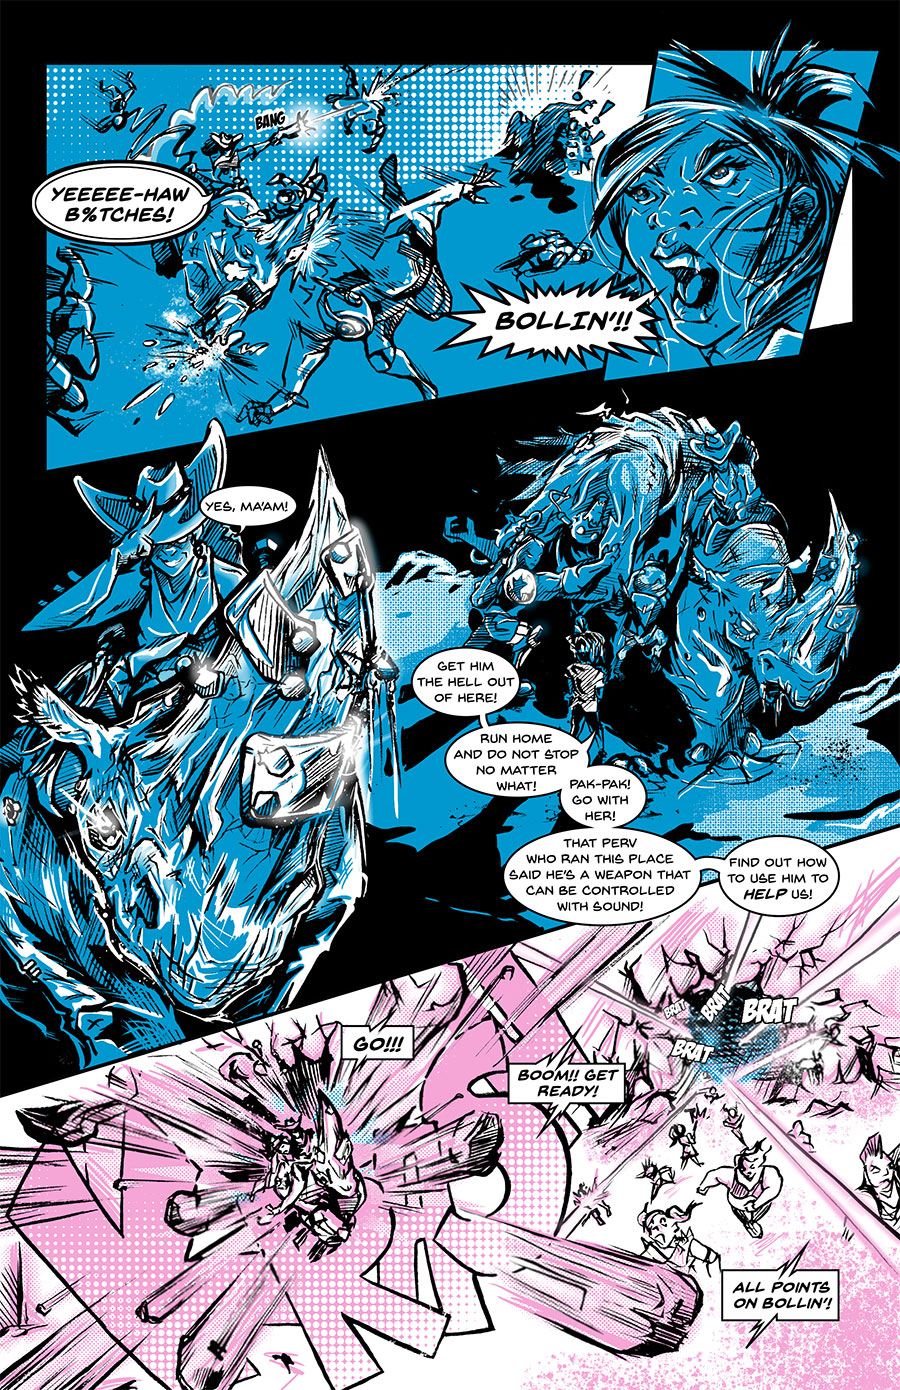 BANG
YEEEEE-HAW
B%TCHES!
BOLLIN'!!
YES, MA'AM!
GET HIM
THE HELL OUT
OF HERE!
RUN HOME
AND DO NOT STOP
NO MATTER
WHAT!
PAK-PAK!
GO WITH
HER!
THAT PERV
WHO RAN THIS PLACE
SAID HE'S A WEAPON THAT
CAN BE CONTROLLED
WITH SOUND!
FIND OUT HOW
TO USE HIM TO
HELP US!
GO!!!
BRAT
BRAT
BRAT
BRAT
BOOM!! GET
READY!
ALL POINTS
ON BOLLIN'!